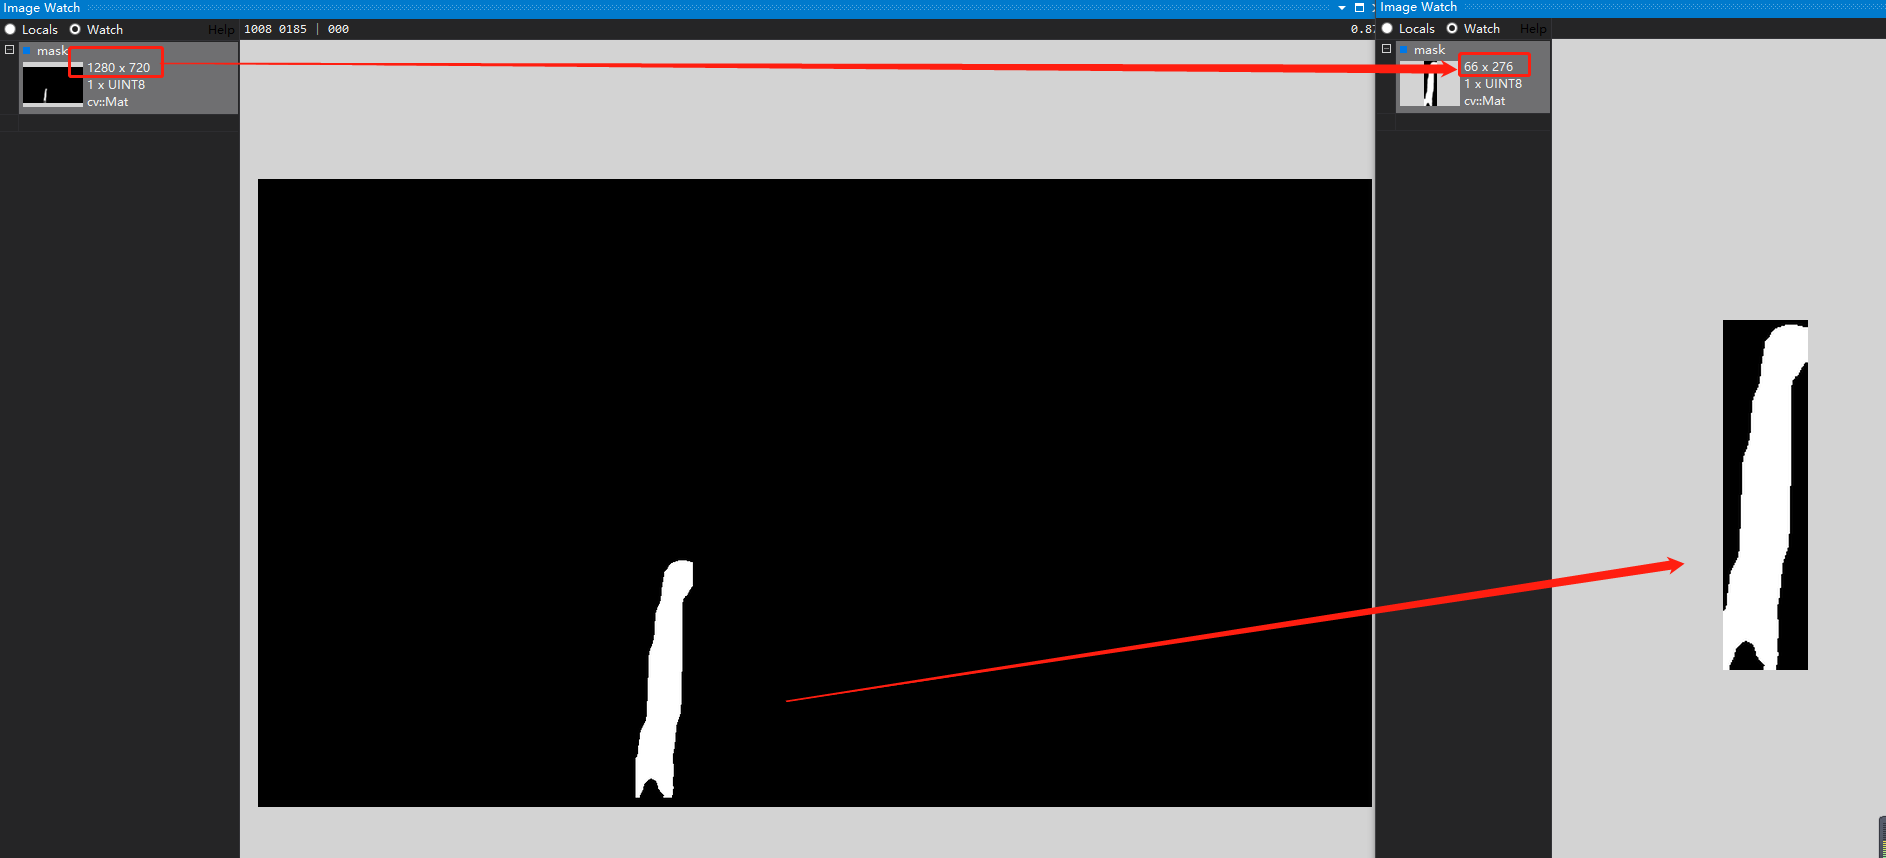 Image Watch
Locals Watch Help 1008 0185 | 000 0.87
mask
1280 x 720
1 x UINT8
cv::Mat
Image Watch
Locals Watch Help
mask
66 x 276
1 x UINT8
cv::Mat